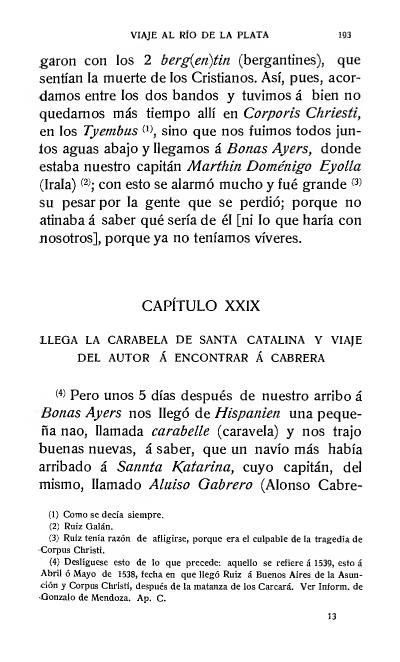 VIAJE AL RÍO DE LA PLATA 193
garon con los 2 berg(en)tin (bergantines), que
sentían la muerte de los Cristianos. Así, pues, acor-
damos entre los dos bandos y tuvimos á bien no
quedarnos más tiempo allí en Corporis Chriesti,
en los Tyembus (1), sino que nos fuimos todos jun-
tos aguas abajo y llegamos á Bonas Ayers, donde
estaba nuestro capitán Marthin Doménigo Eyolla
(Irala) (2); con esto se alarmó mucho y fué grande (3)
su pesar por la gente que se perdió; porque no
atinaba á saber qué sería de él [ni lo que haría con
nosotros], porque ya no teníamos víveres.
CAPÍTULO XXIX
LLEGA LA CARABELA DE SANTA CATALINA Y VIAJE
DEL AUTOR Á ENCONTRAR Á CABRERA
(4) Pero unos 5 días después de nuestro arribo á
Bonas Ayers nos llegó de Hispanien una peque-
ña nao, llamada carabelle (caravela) y nos trajo
buenas nuevas, á saber, que un navío más había
arribado á Sannta Katarina, cuyo capitán, del
mismo, llamado Aluiso Gabrero (Alonso Cabre-
(1) Como se decía siempre.
(2) Ruiz Galán.
(3) Ruiz tenía razón de afligirse, porque era el culpable de la tragedia de
Corpus Christi.
(4) Deslíguese esto de lo que precede: aquello se refiere á 1539, esto á
Abril ó Mayo de 1538, fecha en que llegó Ruiz á Buenos Aires de la Asun-
ción y Corpus Christi, después de la matanza de los Carcará. Ver Inform. de
Gonzalo de Mendoza. Ap. C.
13